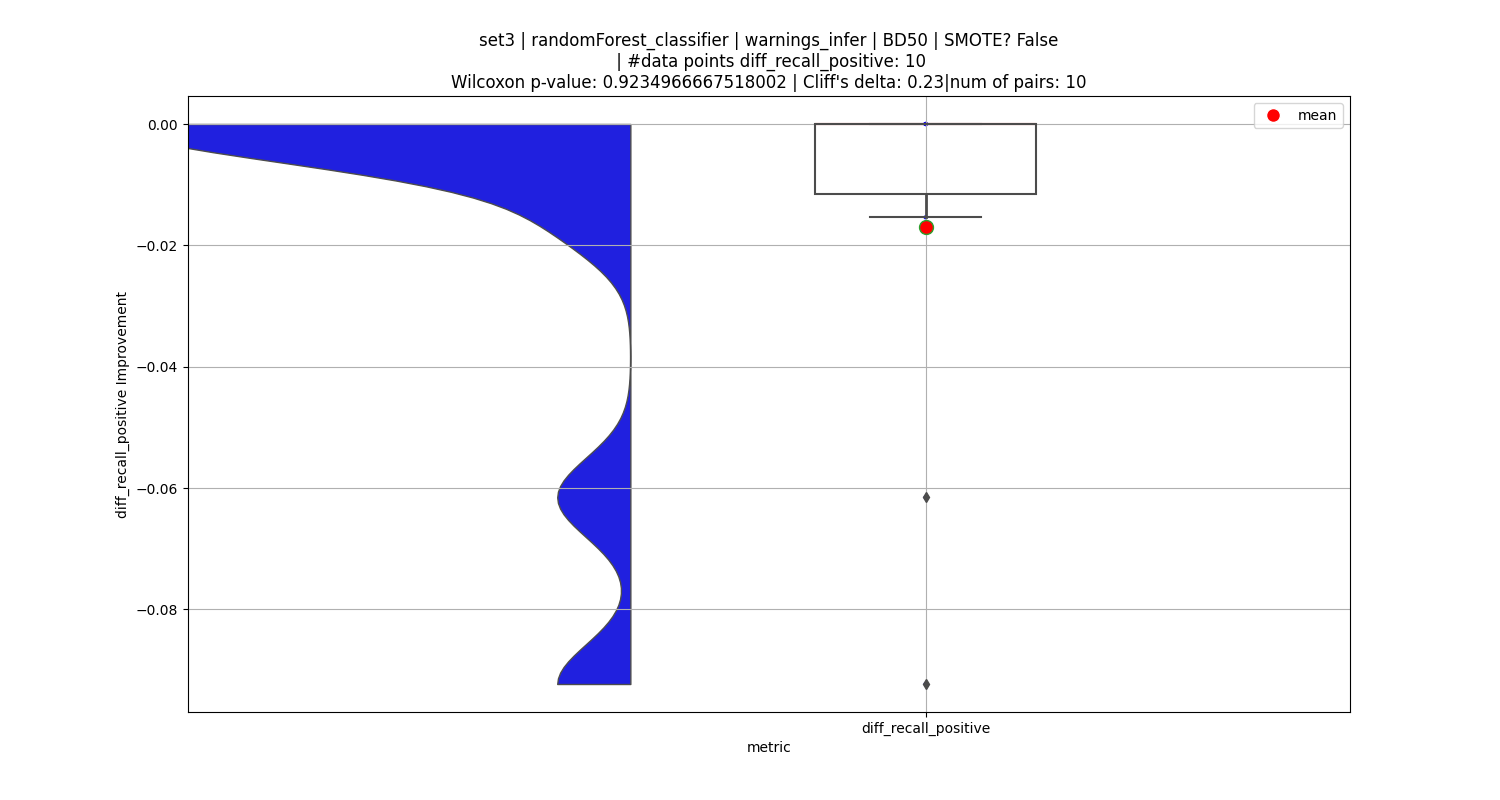 set3 | randomForest_classifier | warnings_infer | BD50 | SMOTE? False
| #data points diff_recall_positive: 10
Wilcoxon p-value: 0.9234966667518002 | Cliff's delta: 0.23|num of pairs: 10
mean
0.00
−0.02
−0.04
−0.06
−0.08
diff_recall_positive Improvement
diff_recall_positive
metric